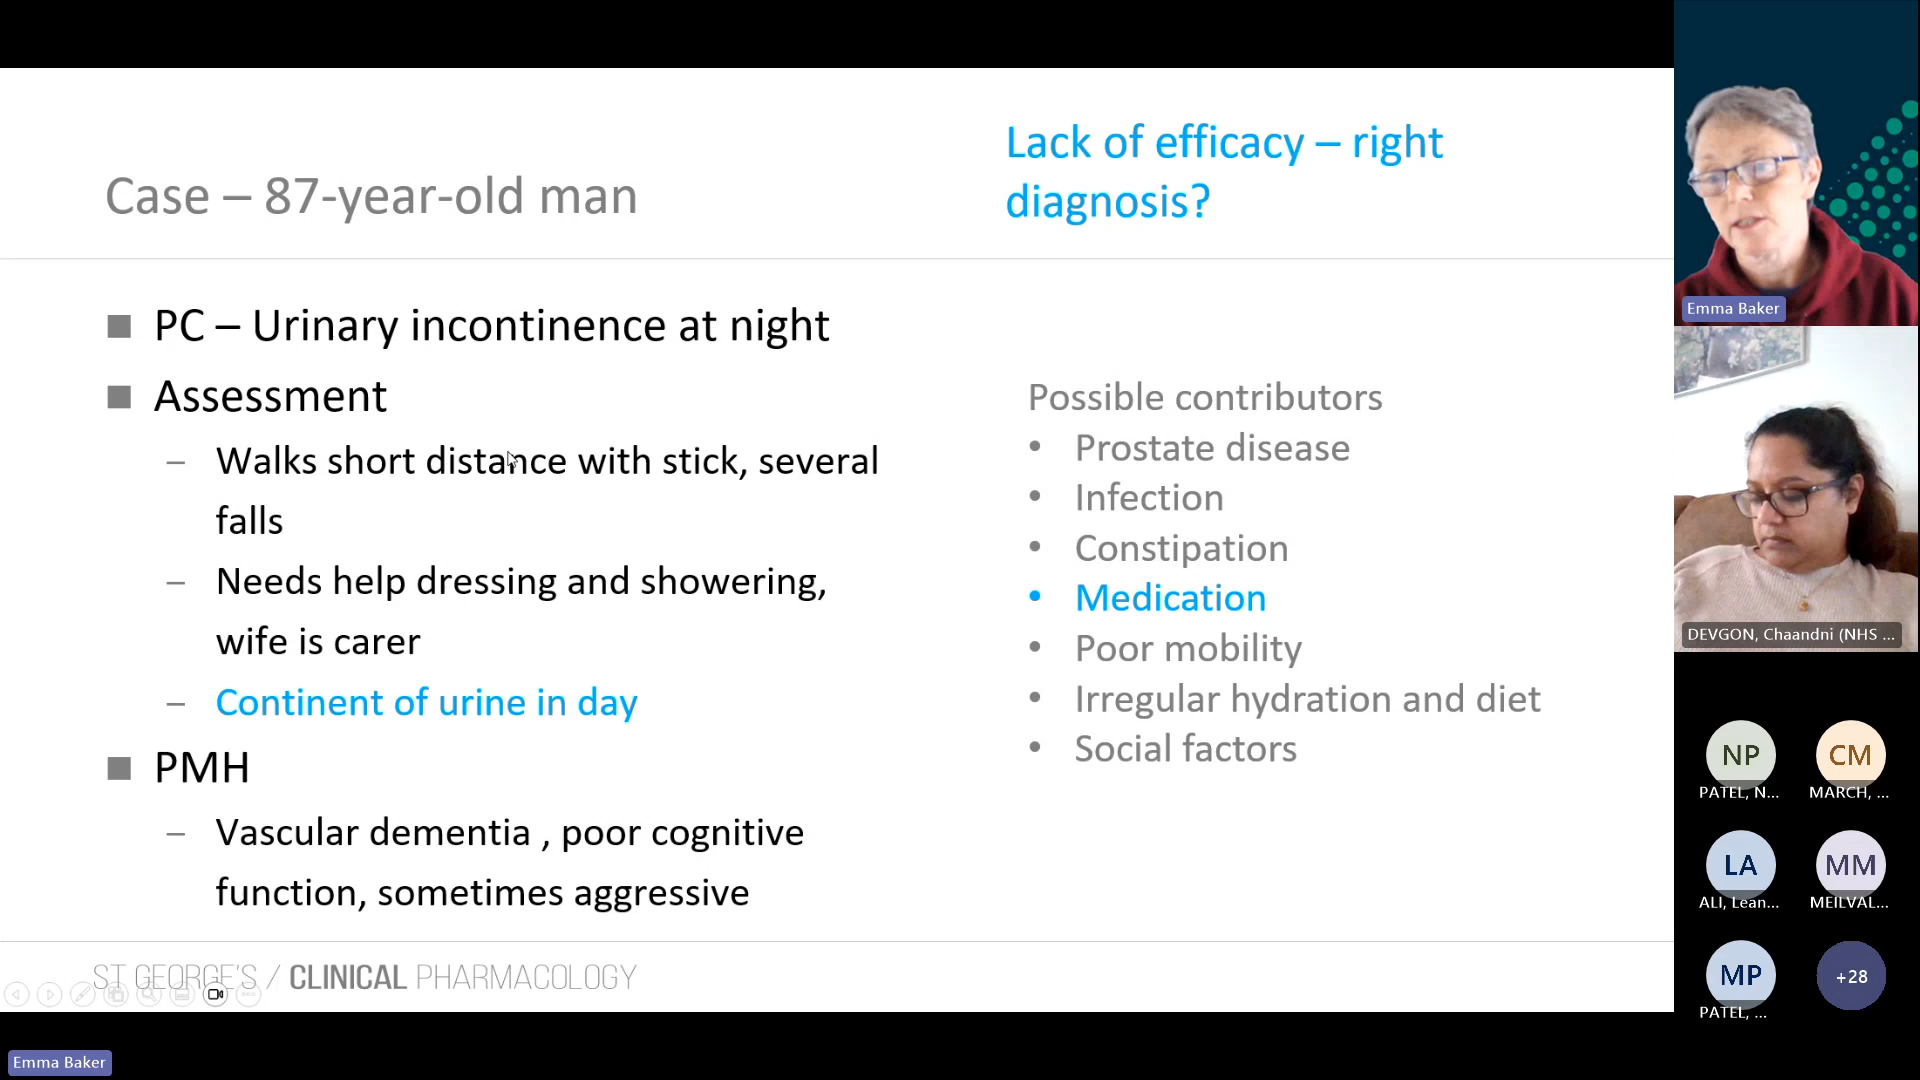 Case – 87-year-old man
Lack of efficacy – right
diagnosis?
PC – Urinary incontinence at night
Assessment
– Walks short distance with stick, several
falls
– Needs help dressing and showering,
wife is carer
– Continent of urine in day
PMH
– Vascular dementia , poor cognitive
function, sometimes aggressive
Possible contributors
• Prostate disease
• Infection
• Constipation
• Medication
• Poor mobility
• Irregular hydration and diet
• Social factors
ST GEORGE'S / CLINICAL PHARMACOLOGY
Emma Baker
Emma Baker
DEVGON, Chaandni (NHS ...
NP
PATEL, N...
CM
MARCH, ...
LA
ALI, Lean...
MM
MEILVAL...
MP
PATEL, ...
+28